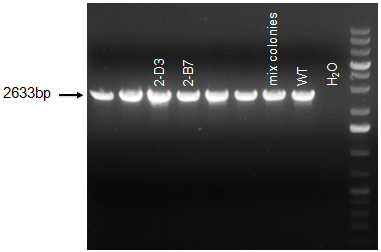 2633bp
2-D3
2-B7
mix colonies
WT
H₂O